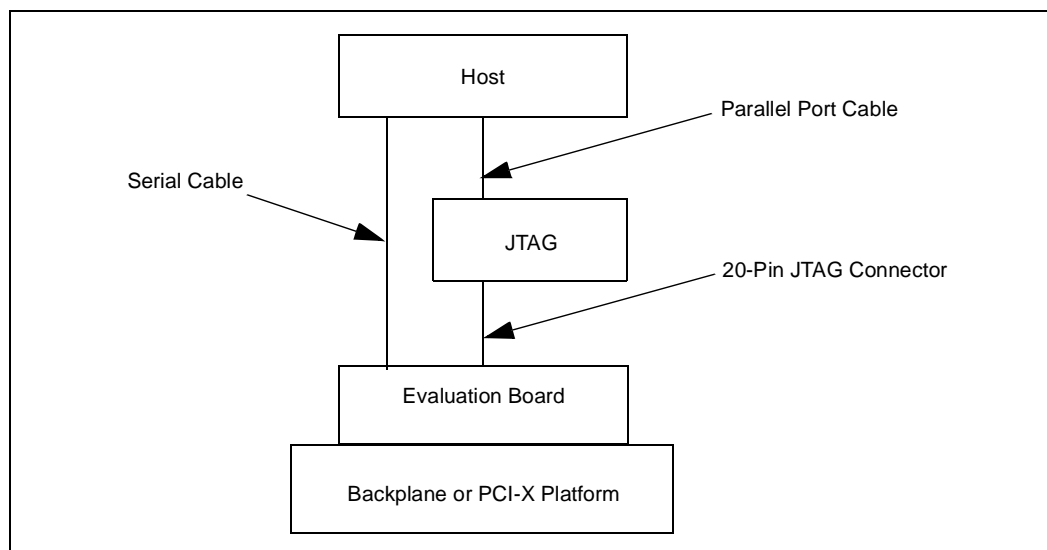 Host
Parallel Port Cable
Serial Cable
JTAG
20-Pin JTAG Connector
Evaluation Board
Backplane or PCI-X Platform